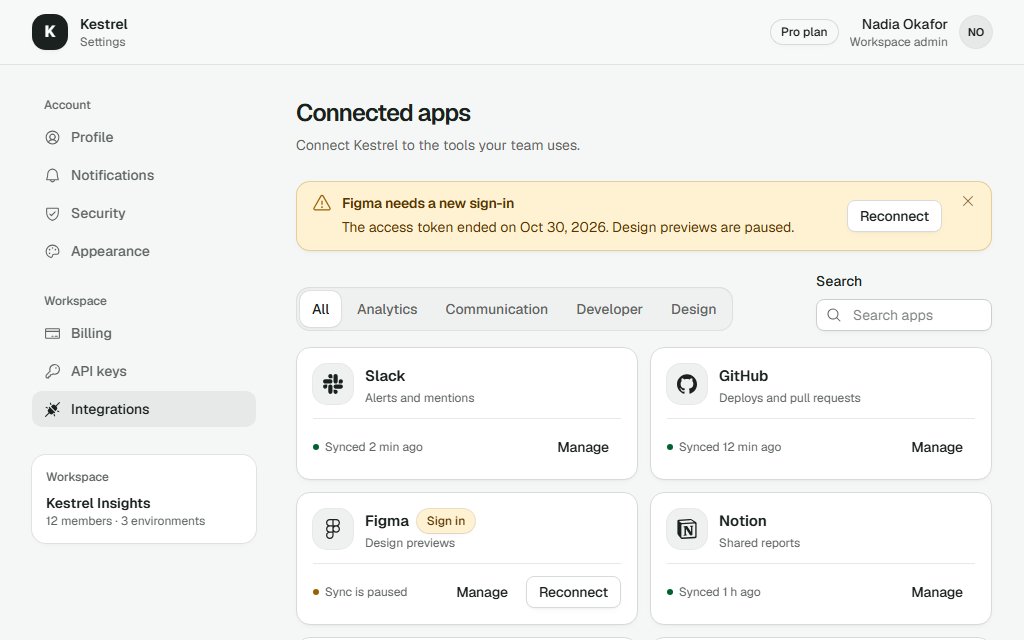 K
Kestrel
Settings
Pro plan
Nadia Okafor
Workspace admin
NO
Account
Profile
Notifications
Security
Appearance
Workspace
Billing
API keys
Integrations
Workspace
Kestrel Insights
12 members · 3 environments
Connected apps
Connect Kestrel to the tools your team uses.
Figma needs a new sign-in
The access token ended on Oct 30, 2026. Design previews are paused.
Reconnect
All
Analytics
Communication
Developer
Design
Search
Search apps
Slack
Alerts and mentions
Synced 2 min ago
Manage
GitHub
Deploys and pull requests
Synced 12 min ago
Manage
Figma
Sign in
Design previews
Sync is paused
Manage
Reconnect
Notion
Shared reports
Synced 1 h ago
Manage